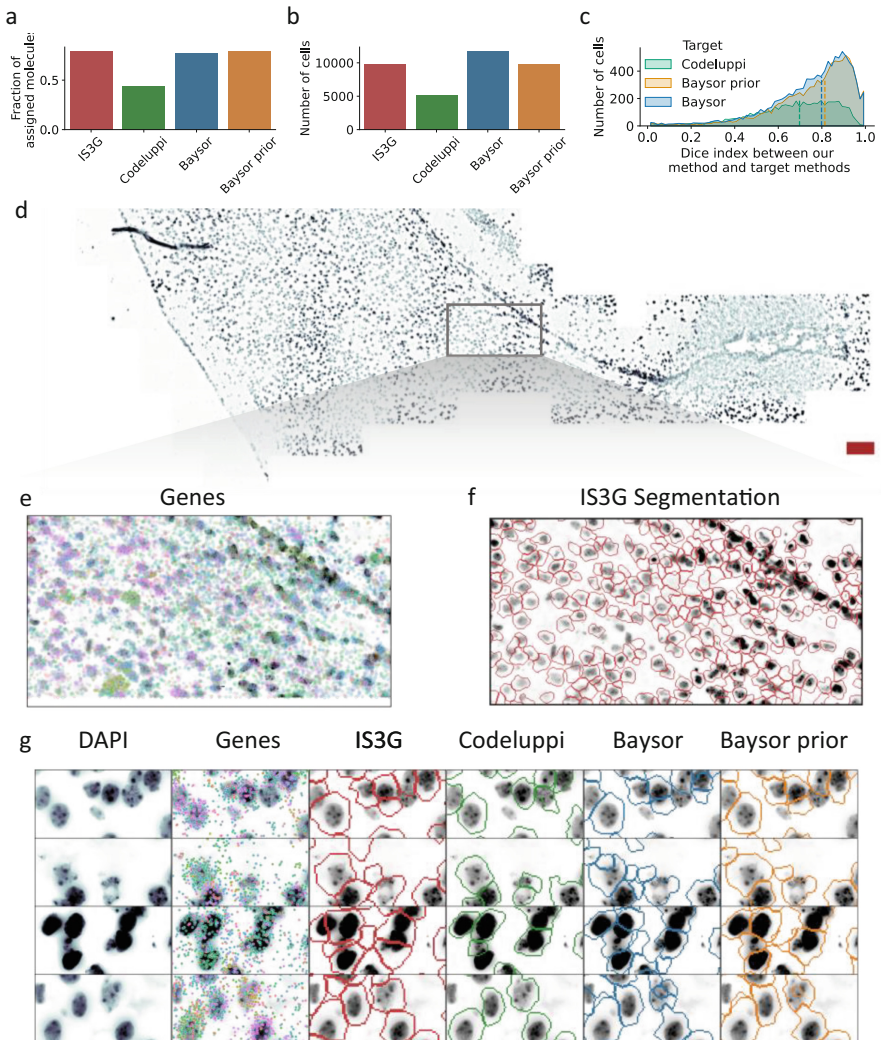 a
Fraction of
assigned molecule
0.5
0.0
IS3G
Codeluppi
Baysor
Baysor prior
b
Number of cells
10000
5000
0
IS3G
Codeluppi
Baysor
Baysor prior
c
Number of cells
400
200
0
Target
Codeluppi
Baysor prior
Baysor
0.0 0.2 0.4 0.6 0.8 1.0
Dice index between our
method and target methods
d
e
Genes
f
IS3G Segmentation
g
DAPI Genes IS3G Codeluppi Baysor Baysor prior